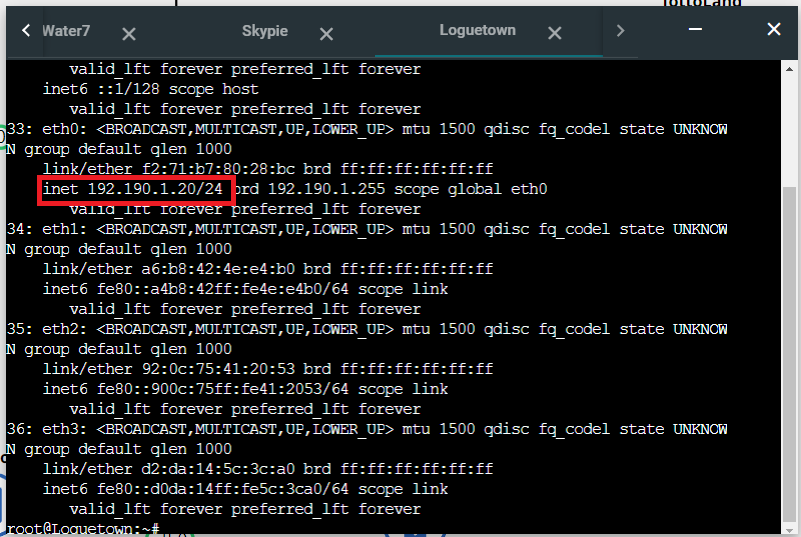 TottoLand
Water7
Skypie
Loguetown
valid_lft forever preferred_lft forever
inet6 ::1/128 scope host
valid_lft forever preferred_lft forever
33: eth0: <BROADCAST,MULTICAST,UP,LOWER_UP> mtu 1500 qdisc fq_codel state UNKNOW
N group default qlen 1000
link/ether f2:71:b7:80:28:bc brd ff:ff:ff:ff:ff:ff
inet 192.190.1.20/24 brd 192.190.1.255 scope global eth0
valid_lft forever preferred_lft forever
34: eth1: <BROADCAST,MULTICAST,UP,LOWER_UP> mtu 1500 qdisc fq_codel state UNKNOW
N group default qlen 1000
link/ether a6:b8:42:4e:e4:b0 brd ff:ff:ff:ff:ff:ff
inet6 fe80::a4b8:42ff:fe4e:e4b0/64 scope link
valid_lft forever preferred_lft forever
35: eth2: <BROADCAST,MULTICAST,UP,LOWER_UP> mtu 1500 qdisc fq_codel state UNKNOW
N group default qlen 1000
link/ether 92:0c:75:41:20:53 brd ff:ff:ff:ff:ff:ff
inet6 fe80::900c:75ff:fe41:2053/64 scope link
valid_lft forever preferred_lft forever
36: eth3: <BROADCAST,MULTICAST,UP,LOWER_UP> mtu 1500 qdisc fq_codel state UNKNOW
N group default qlen 1000
link/ether d2:da:14:5c:3c:a0 brd ff:ff:ff:ff:ff:ff
inet6 fe80::d0da:14ff:fe5c:3ca0/64 scope link
valid_lft forever preferred_lft forever
root@Loguetown:~#